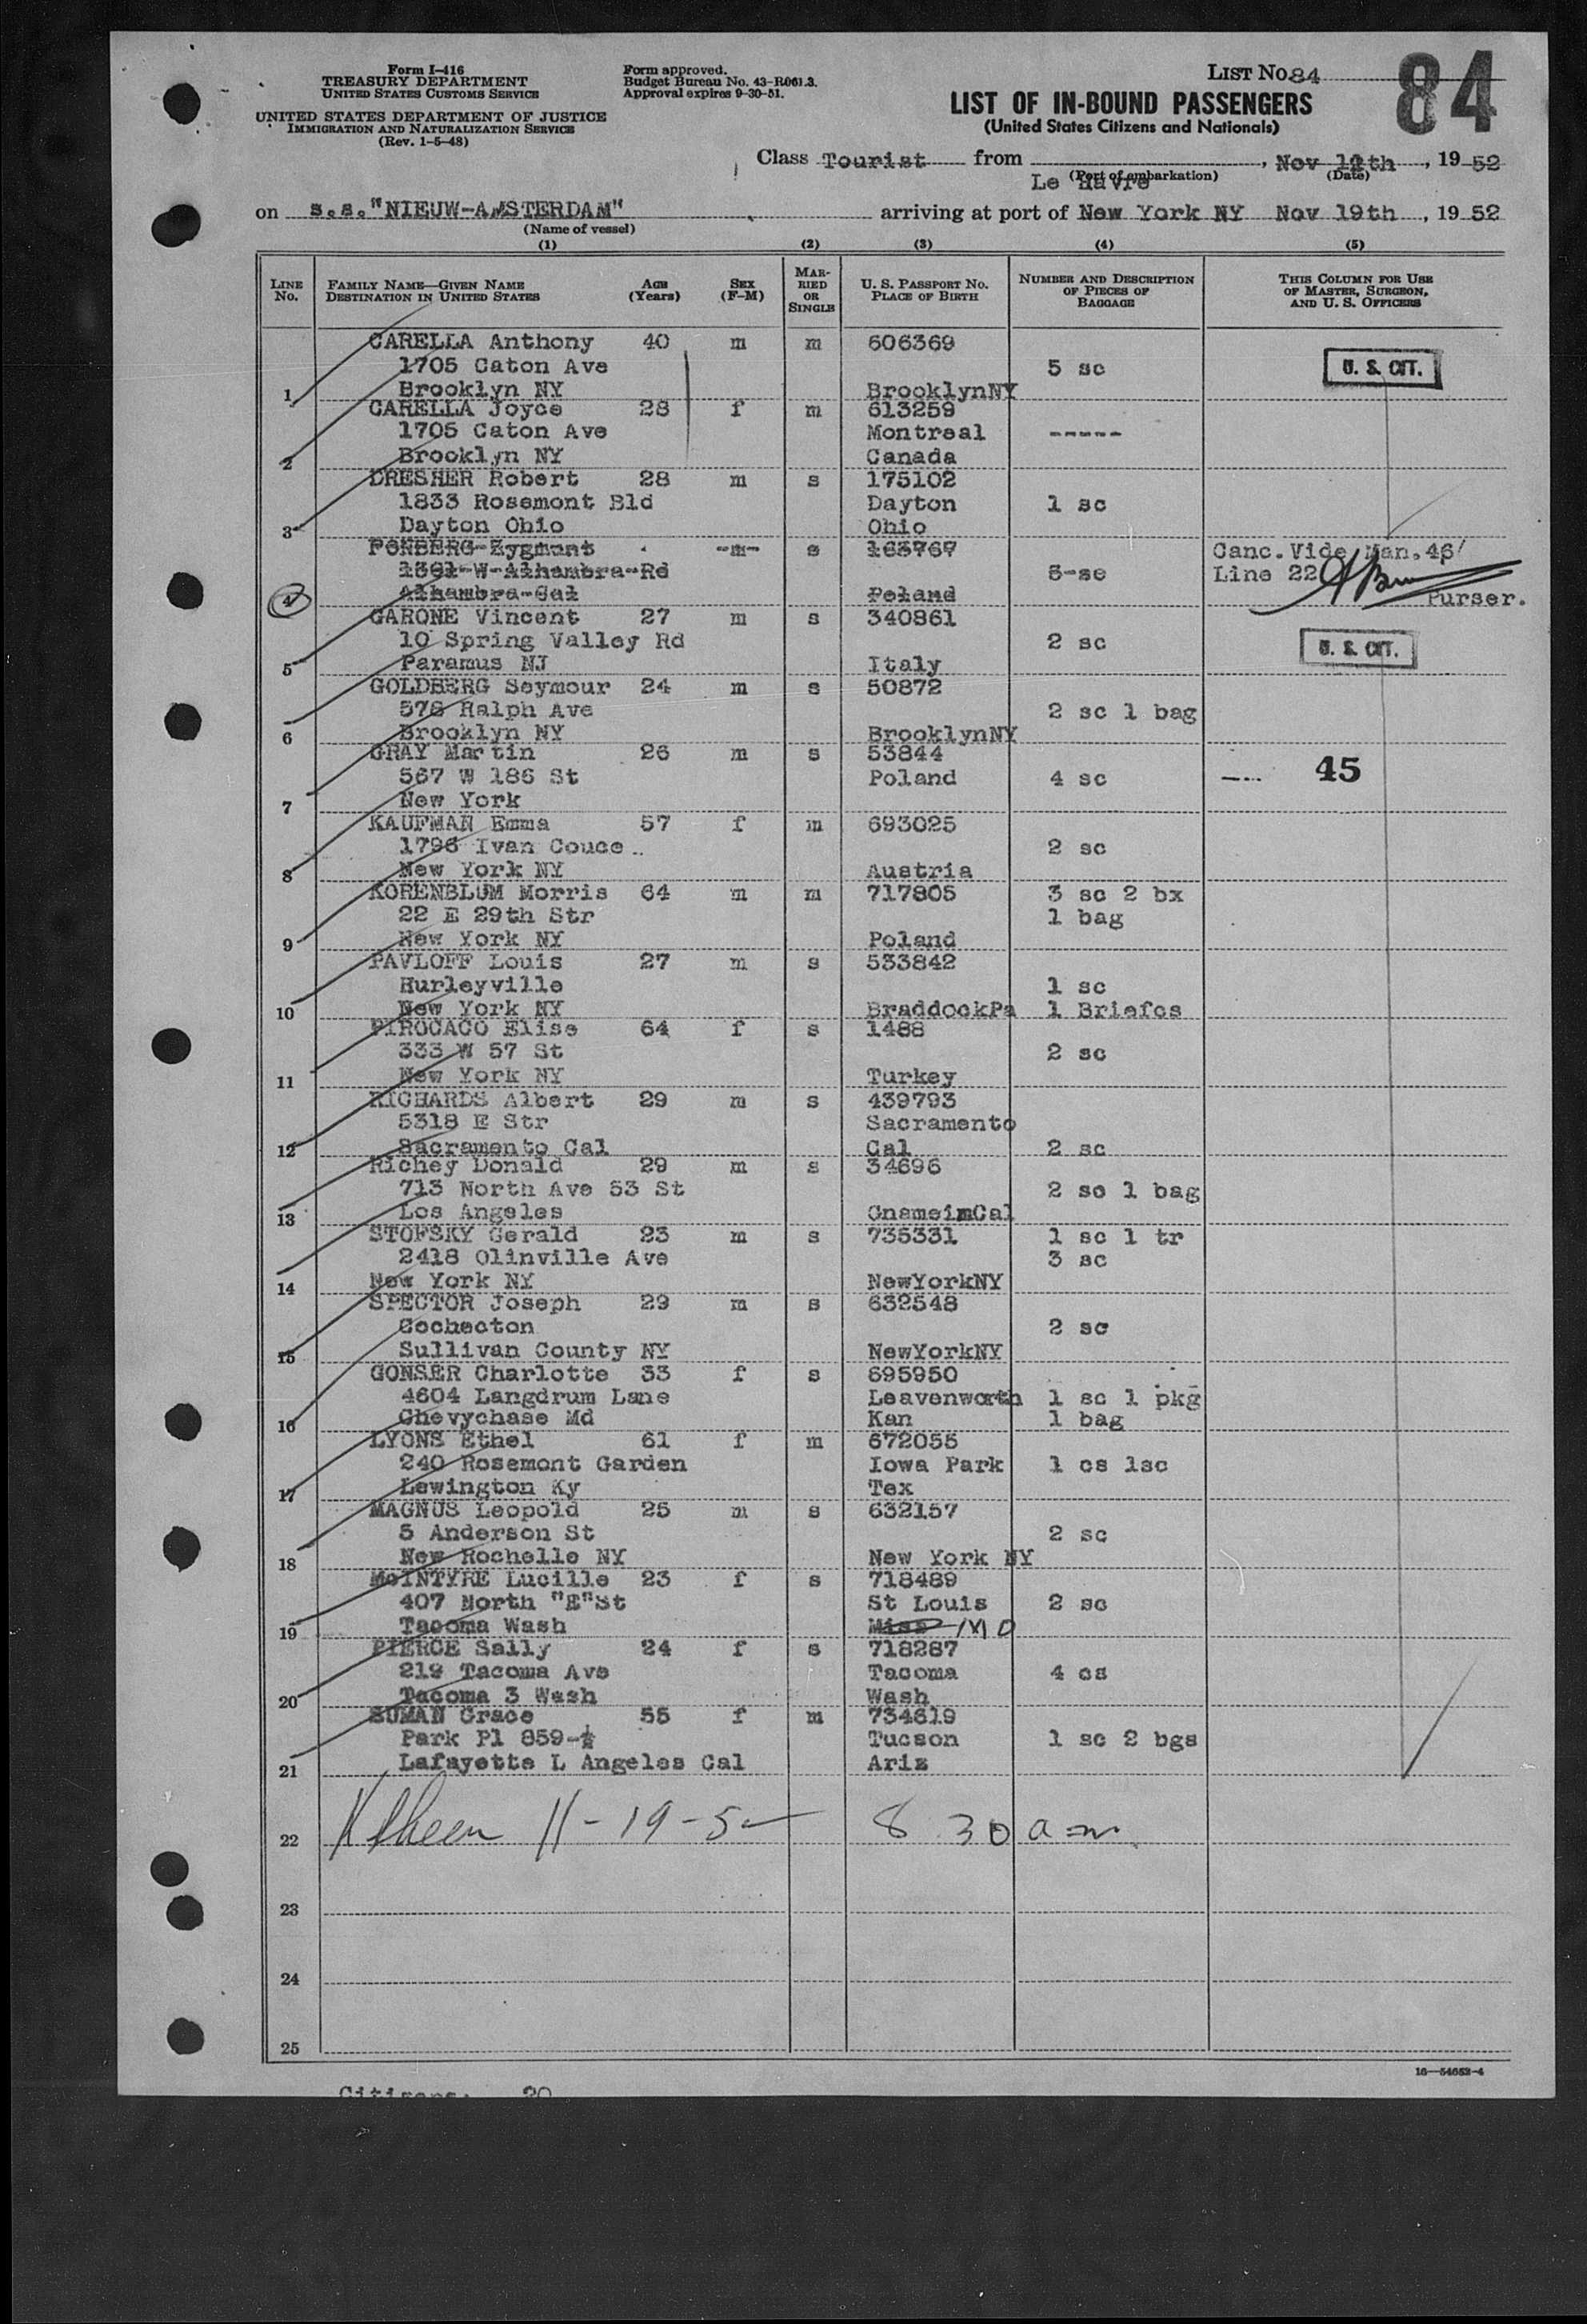 Form I-416
TREASURY DEPARTMENT
UNITED STATES CUSTOMS SERVICE
UNITED STATES DEPARTMENT OF JUSTICE
IMMIGRATION AND NATURALIZATION SERVICE
(Rev. 1-5-48)
Form approved.
Budget Bureau No. 43-R061.3.
Approval expires 9-30-51.
LIST No. 84
84
LIST OF IN-BOUND PASSENGERS
(United States Citizens and Nationals)
Class Tourist from Le Havre, Nov 12th, 19 52
(Port of embarkation) (Date)
on s.s. "NIEUW-AMSTERDAM" arriving at port of New York NY Nov 19th, 19 52
(Name of vessel)
(1) (2) (3) (4) (5)
LINE No. FAMILY NAME—GIVEN NAME DESTINATION IN UNITED STATES AGE (Years) SEX (F-M) MARRIED OR SINGLE U. S. PASSPORT No. PLACE OF BIRTH NUMBER AND DESCRIPTION OF PIECES OF BAGGAGE THIS COLUMN FOR USE OF MASTER, SURGEON, AND U. S. OFFICERS
CARELLA Anthony 40 m m 606369
1705 Caton Ave 5 sc U. S. CIT.
1 Brooklyn NY BrooklynNY
CARELLA Joyce 28 f m 613259
1705 Caton Ave Montreal -----
2 Brooklyn NY Canada
DRESHER Robert 28 m s 175102
1833 Rosemont Bld Dayton 1 sc
3 Dayton Ohio Ohio
Zygmunt -m- s 163767 Canc. Vide Man. 46
W-Alhambra-Rd Line 22
4 Alhambra-Cal Poland Purser.
GARONE Vincent 27 m s 340861
10 Spring Valley Rd 2 sc U. S. CIT.
5 Paramus NJ Italy
GOLDBERG Seymour 24 m s 50872
578 Ralph Ave 2 sc 1 bag
6 Brooklyn NY BrooklynNY
GRAY Martin 26 m s 53844
567 W 186 St Poland 4 sc 45
7 New York
KAUFMAN Emma 57 f m 693025
1796 Ivan Couce 2 sc
8 New York NY Austria
KORENBLUM Morris 64 m m 717805 3 sc 2 bx
22 E 29th Str 1 bag
9 New York NY Poland
PAVLOFF Louis 27 m s 533842
Hurleyville 1 sc
10 New York NY BraddockPa 1 Briefcs
PIROCACO Elise 64 f s 1488
333 W 57 St 2 sc
11 New York NY Turkey
RICHARDS Albert 29 m s 439793
5318 E Str Sacramento
12 Sacramento Cal Cal 2 sc
Richey Donald 29 m s 34696
713 North Ave 53 St 2 sc 1 bag
13 Los Angeles OnameimCal
STOFSKY Gerald 23 m s 735331 1 sc 1 tr
2418 Olinville Ave 3 sc
14 New York NY NewYorkNY
SPECTOR Joseph 29 m s 632548
Cochecton 2 sc
15 Sullivan County NY NewYorkNY
GONSER Charlotte 33 f s 695950
4604 Langdrum Lane Leavenworth 1 sc 1 pkg
16 Chevychase Md Kan 1 bag
LYONS Ethel 61 f m 672055
240 Rosemont Garden Iowa Park 1 cs 1sc
17 Lewington Ky Tex
MAGNUS Leopold 25 m s 632157
5 Anderson St 2 sc
18 New Rochelle NY New York NY
McINTYRE Lucille 23 f s 718489
407 North "E"St St Louis 2 sc
19 Tacoma Wash Miss MO
PIERCE Sally 24 f s 718287
219 Tacoma Ave Tacoma 4 cs
20 Tacoma 3 Wash Wash
SUMAN Grace 55 f m 734619
Park Pl 859-½ Tucson 1 sc 2 bgs
21 Lafayette L Angeles Cal Ariz
22 11-19-52 8 30 a m
23
24
25
16—54652-4
Citizens: 20